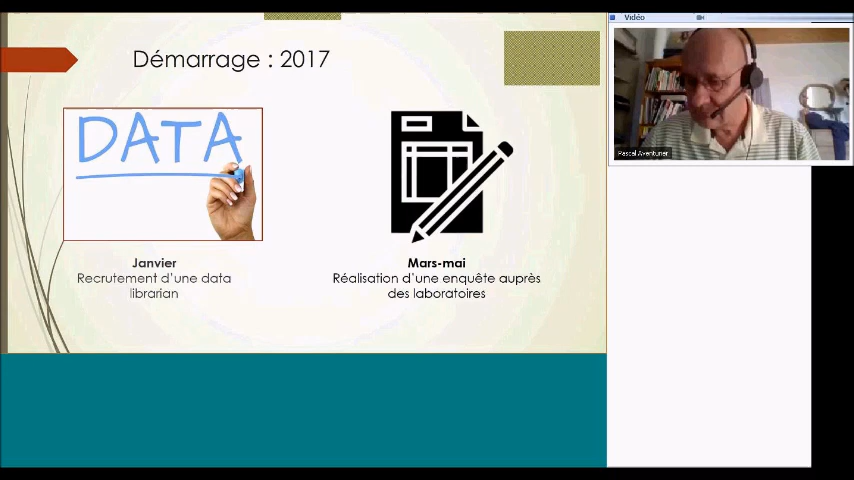 Démarrage : 2017
DATA
Janvier
Recrutement d'une data
librarian
Mars-mai
Réalisation d'une enquête auprès
des laboratoires
Vidéo
Pascal Aventurier